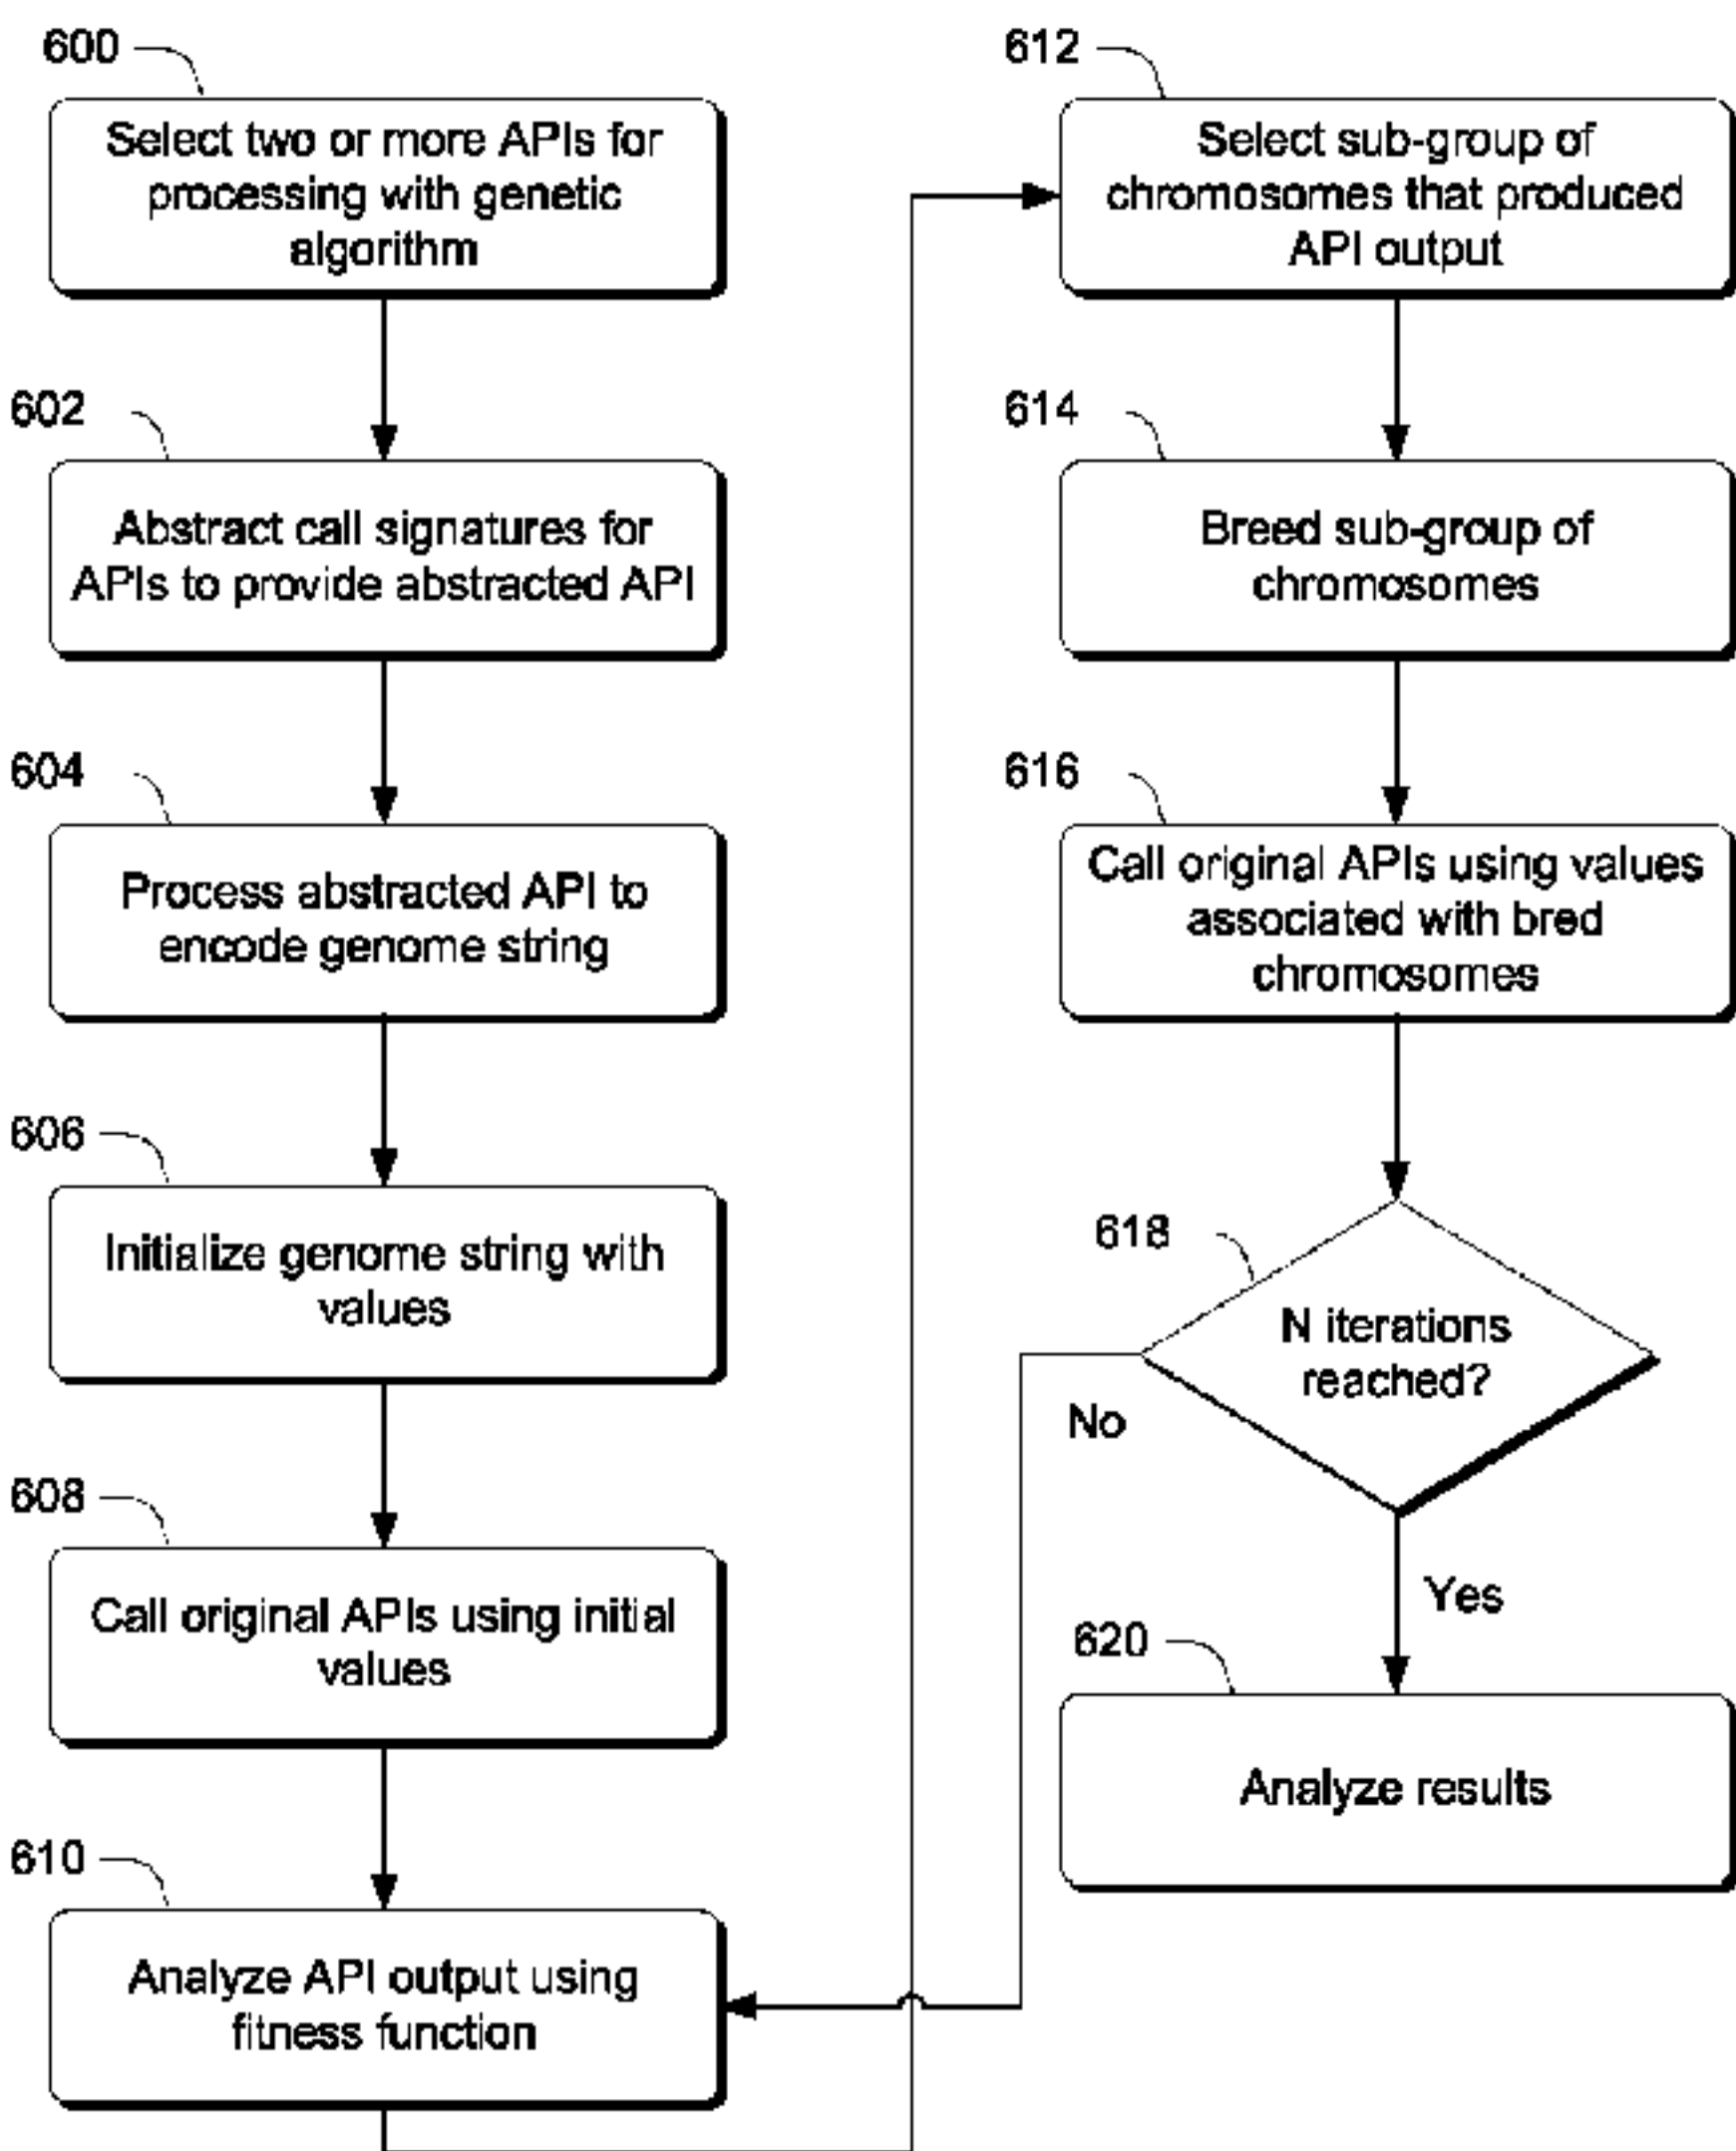 600
Select two or more APIs for
processing with genetic
algorithm
602
Abstract call signatures for
APIs to provide abstracted API
604
Process abstracted API to
encode genome string
606
Initialize genome string with
values
608
Call original APIs using initial
values
610
Analyze API output using
fitness function
612
Select sub-group of
chromosomes that produced
API output
614
Breed sub-group of
chromosomes
616
Call original APIs using values
associated with bred
chromosomes
618
N iterations
reached?
No
Yes
620
Analyze results